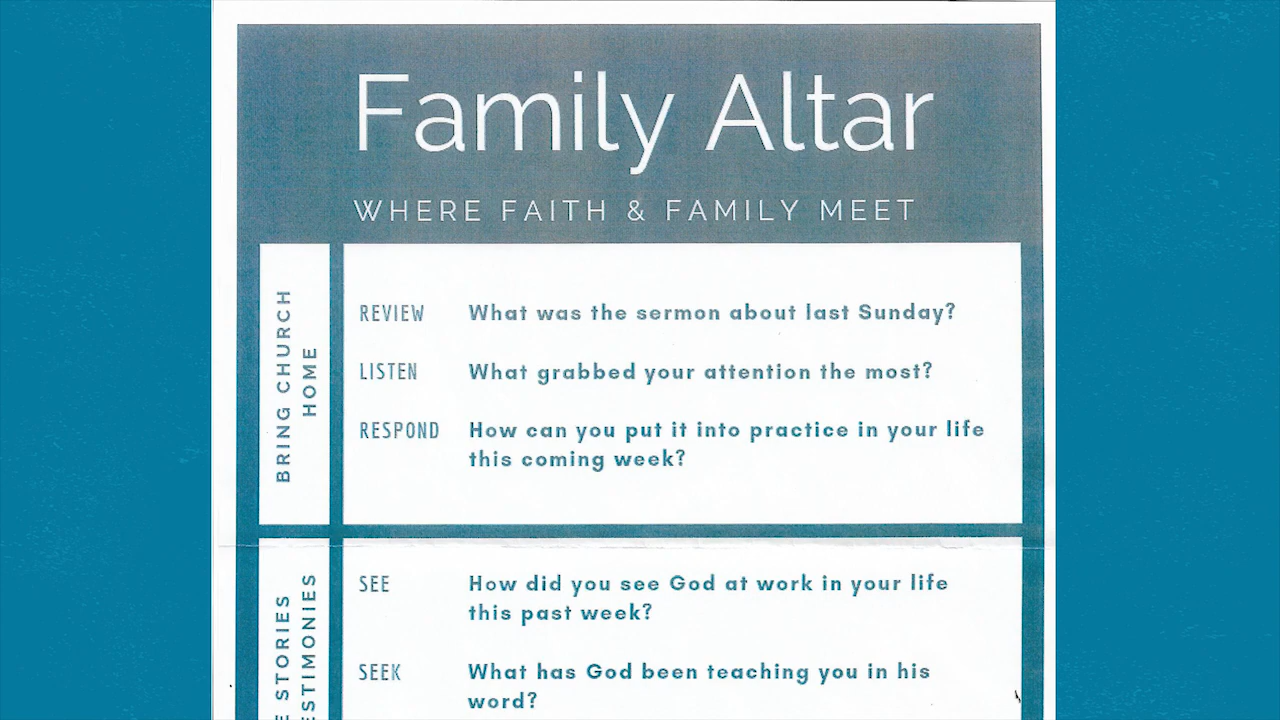 Family Altar
WHERE FAITH & FAMILY MEET
BRING CHURCH
HOME
REVIEW What was the sermon about last Sunday?
LISTEN What grabbed your attention the most?
RESPOND How can you put it into practice in your life
this coming week?
STORIES
SEE How did you see God at work in your life
this past week?
SEEK What has God been teaching you in his
word?